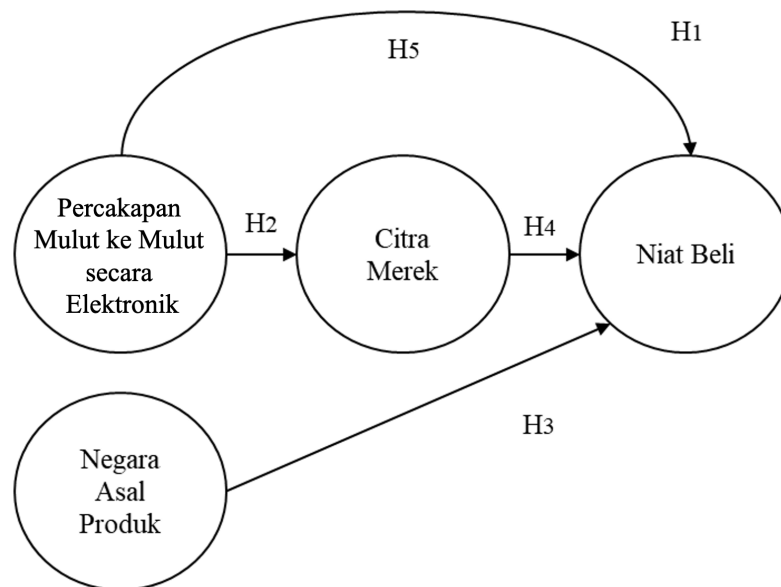 H1
H5
Percakapan
Mulut ke Mulut
secara
Elektronik
H2
Citra
Merek
H4
Niat Beli
H3
Negara
Asal
Produk